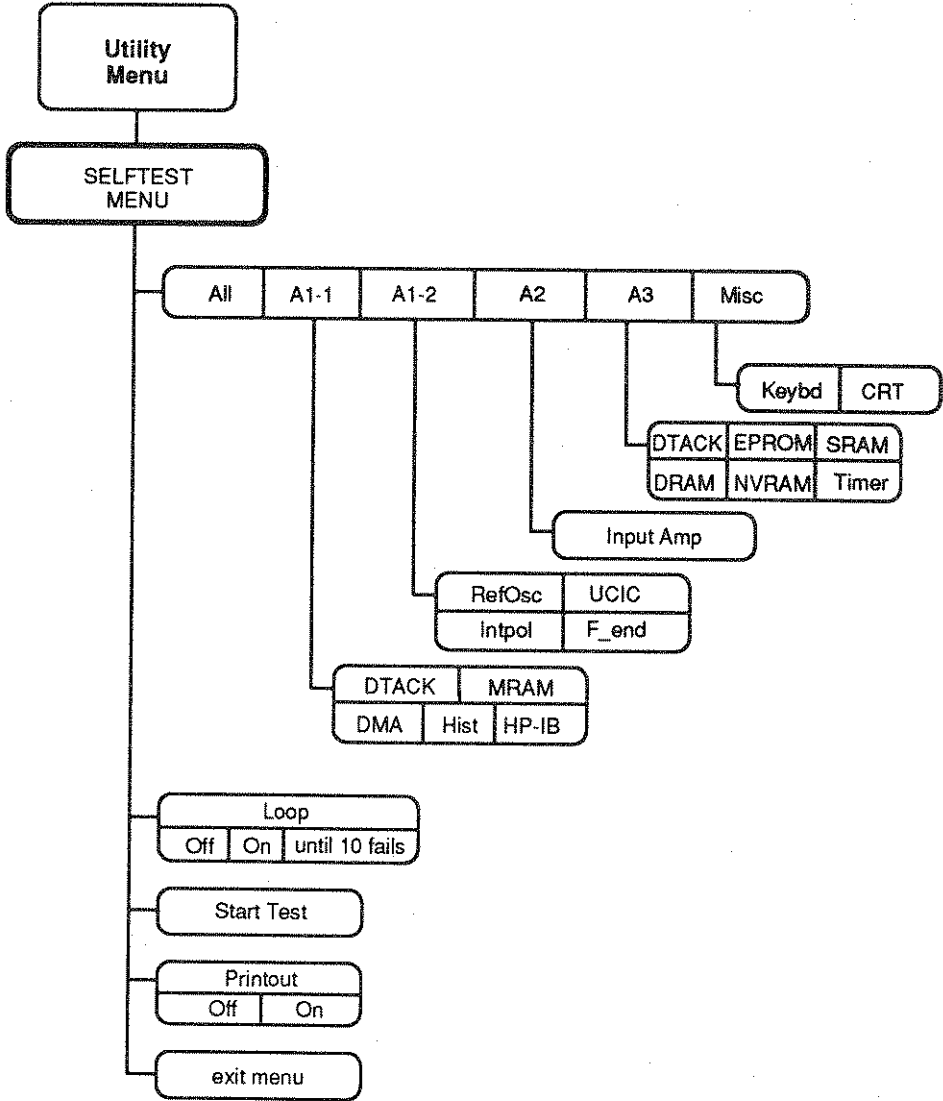 Utility
Menu
SELFTEST
MENU
All A1-1 A1-2 A2 A3 Misc
Keybd CRT
DTACK EPROM SRAM
DRAM NVRAM Timer
Input Amp
RefOsc UCIC
Intpol F_end
DTACK MRAM
DMA Hist HP-IB
Loop
Off On until 10 fails
Start Test
Printout
Off On
exit menu